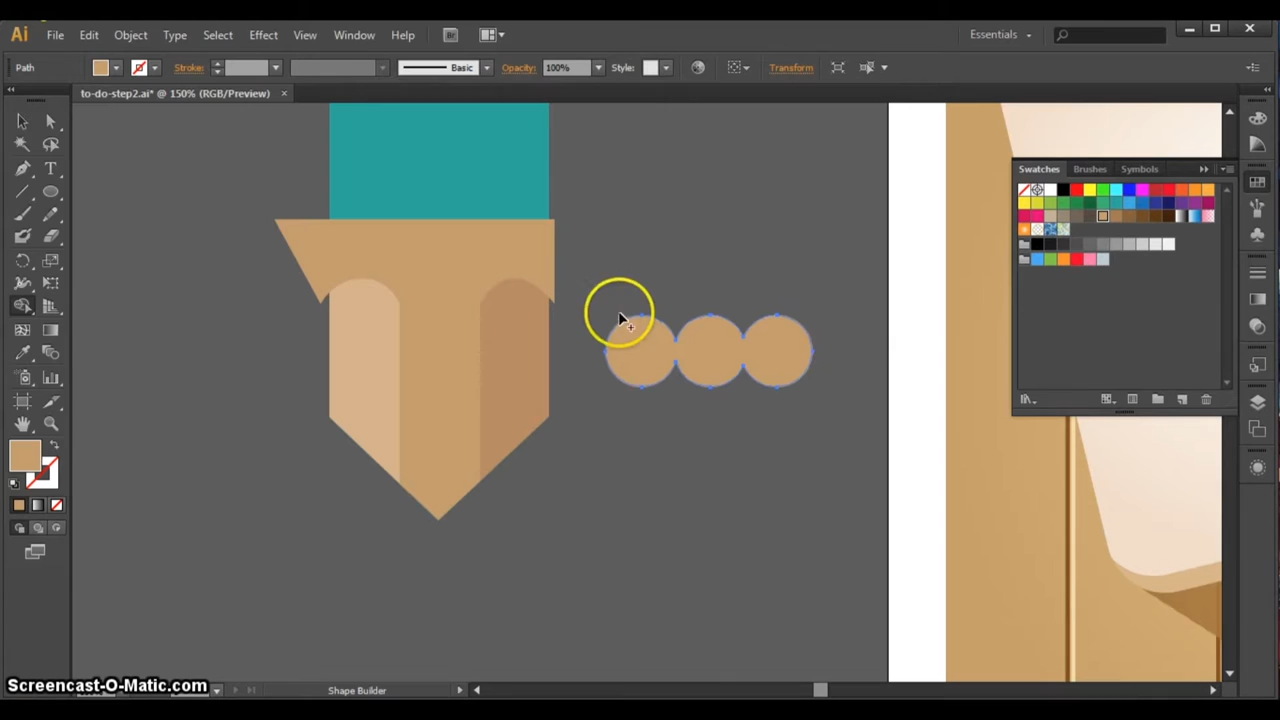 Ai File Edit Object Type Select Effect View Window Help Br Essentials
Path Stroke: Basic Opacity: 100% Style: Transform
to-do-step2.ai* @ 150% (RGB/Preview) ×
Swatches Brushes Symbols
T
Screencast-O-Matic.com
Shape Builder